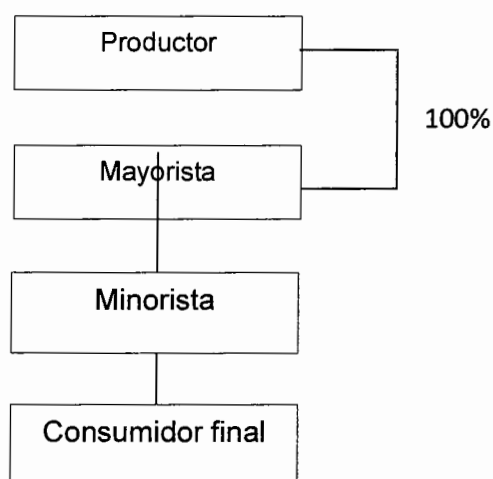 Productor
100%
Mayorista
Minorista
Consumidor final